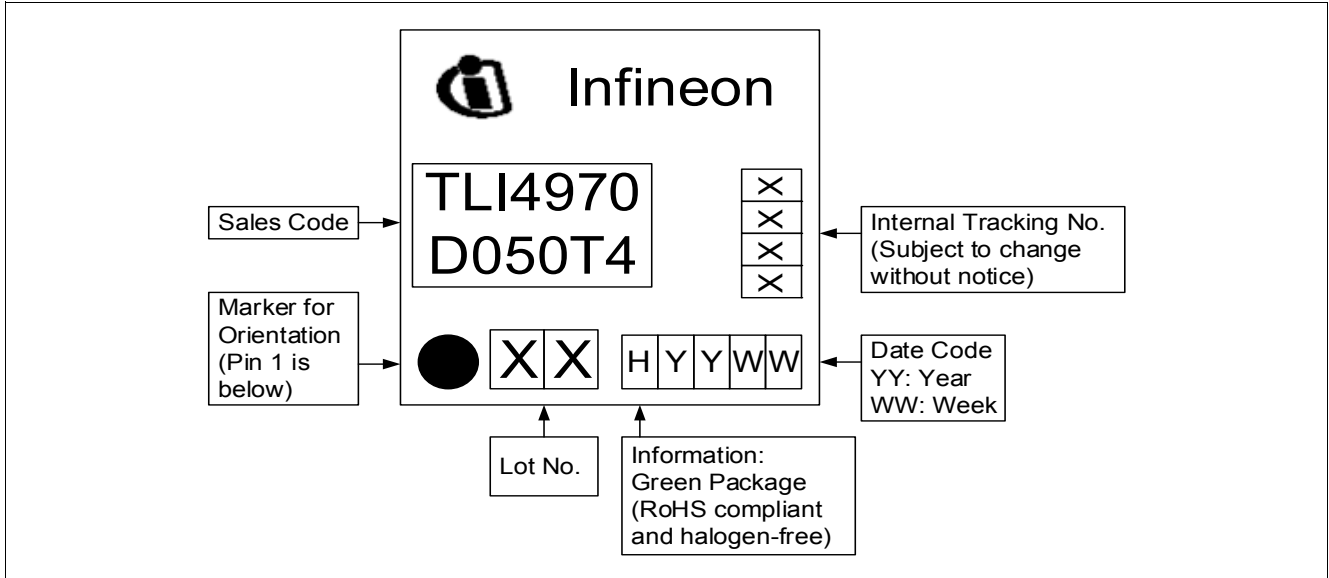 Infineon
TLI4970
D050T4
Sales Code
X
X
X
X
Internal Tracking No.
(Subject to change
without notice)
Marker for
Orientation
(Pin 1 is
below)
X X
H Y Y W W
Date Code
YY: Year
WW: Week
Lot No.
Information:
Green Package
(RoHS compliant
and halogen-free)